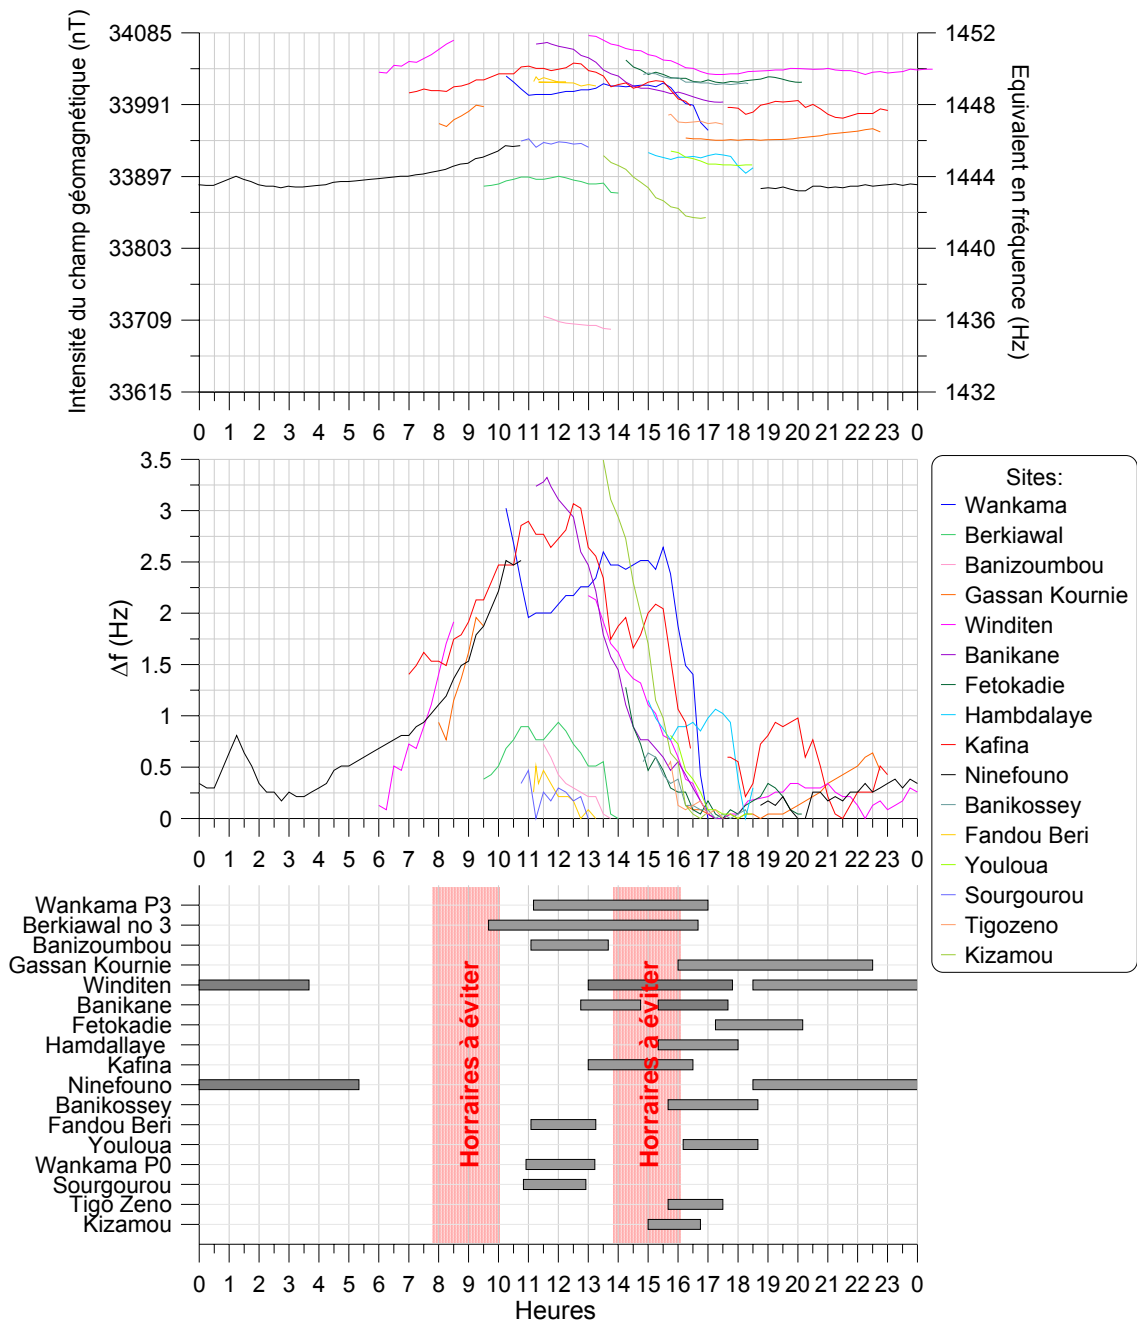 Intensité du champ géomagnétique (nT)
34085
33991
33897
33803
33709
33615
1452
1448
1444
1440
1436
1432
Equivalent en fréquence (Hz)
0 1 2 3 4 5 6 7 8 9 10 11 12 13 14 15 16 17 18 19 20 21 22 23 0
Δf (Hz)
3.5
3
2.5
2
1.5
1
0.5
0
0 1 2 3 4 5 6 7 8 9 10 11 12 13 14 15 16 17 18 19 20 21 22 23 0
Sites:
Wankama
Berkiawal
Banizoumbou
Gassan Kournie
Winditen
Banikane
Fetokadie
Hambdalaye
Kafina
Ninefouno
Banikossey
Fandou Beri
Youloua
Sourgourou
Tigozeno
Kizamou
Wankama P3
Berkiawal no 3
Banizoumbou
Gassan Kournie
Winditen
Banikane
Fetokadie
Hamdallaye
Kafina
Ninefouno
Banikossey
Fandou Beri
Youloua
Wankama P0
Sourgourou
Tigo Zeno
Kizamou
Horraires à éviter
Horraires à éviter
0 1 2 3 4 5 6 7 8 9 10 11 12 13 14 15 16 17 18 19 20 21 22 23 0
Heures